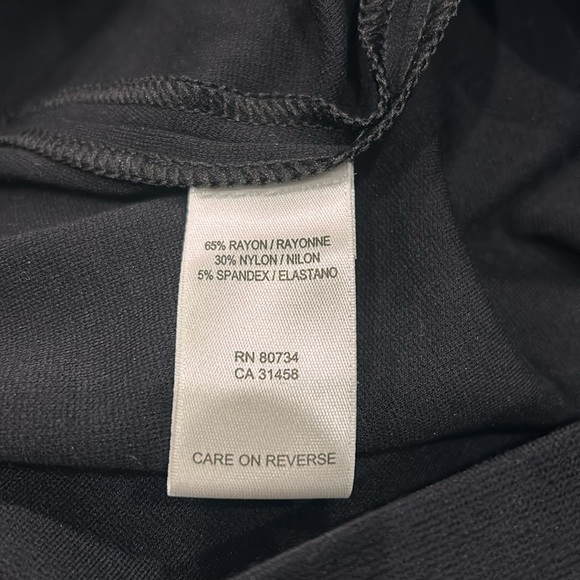 65% RAYON / RAYONNE
30% NYLON / NILON
5% SPANDEX / ELASTANO
RN 80734
CA 31458
CARE ON REVERSE